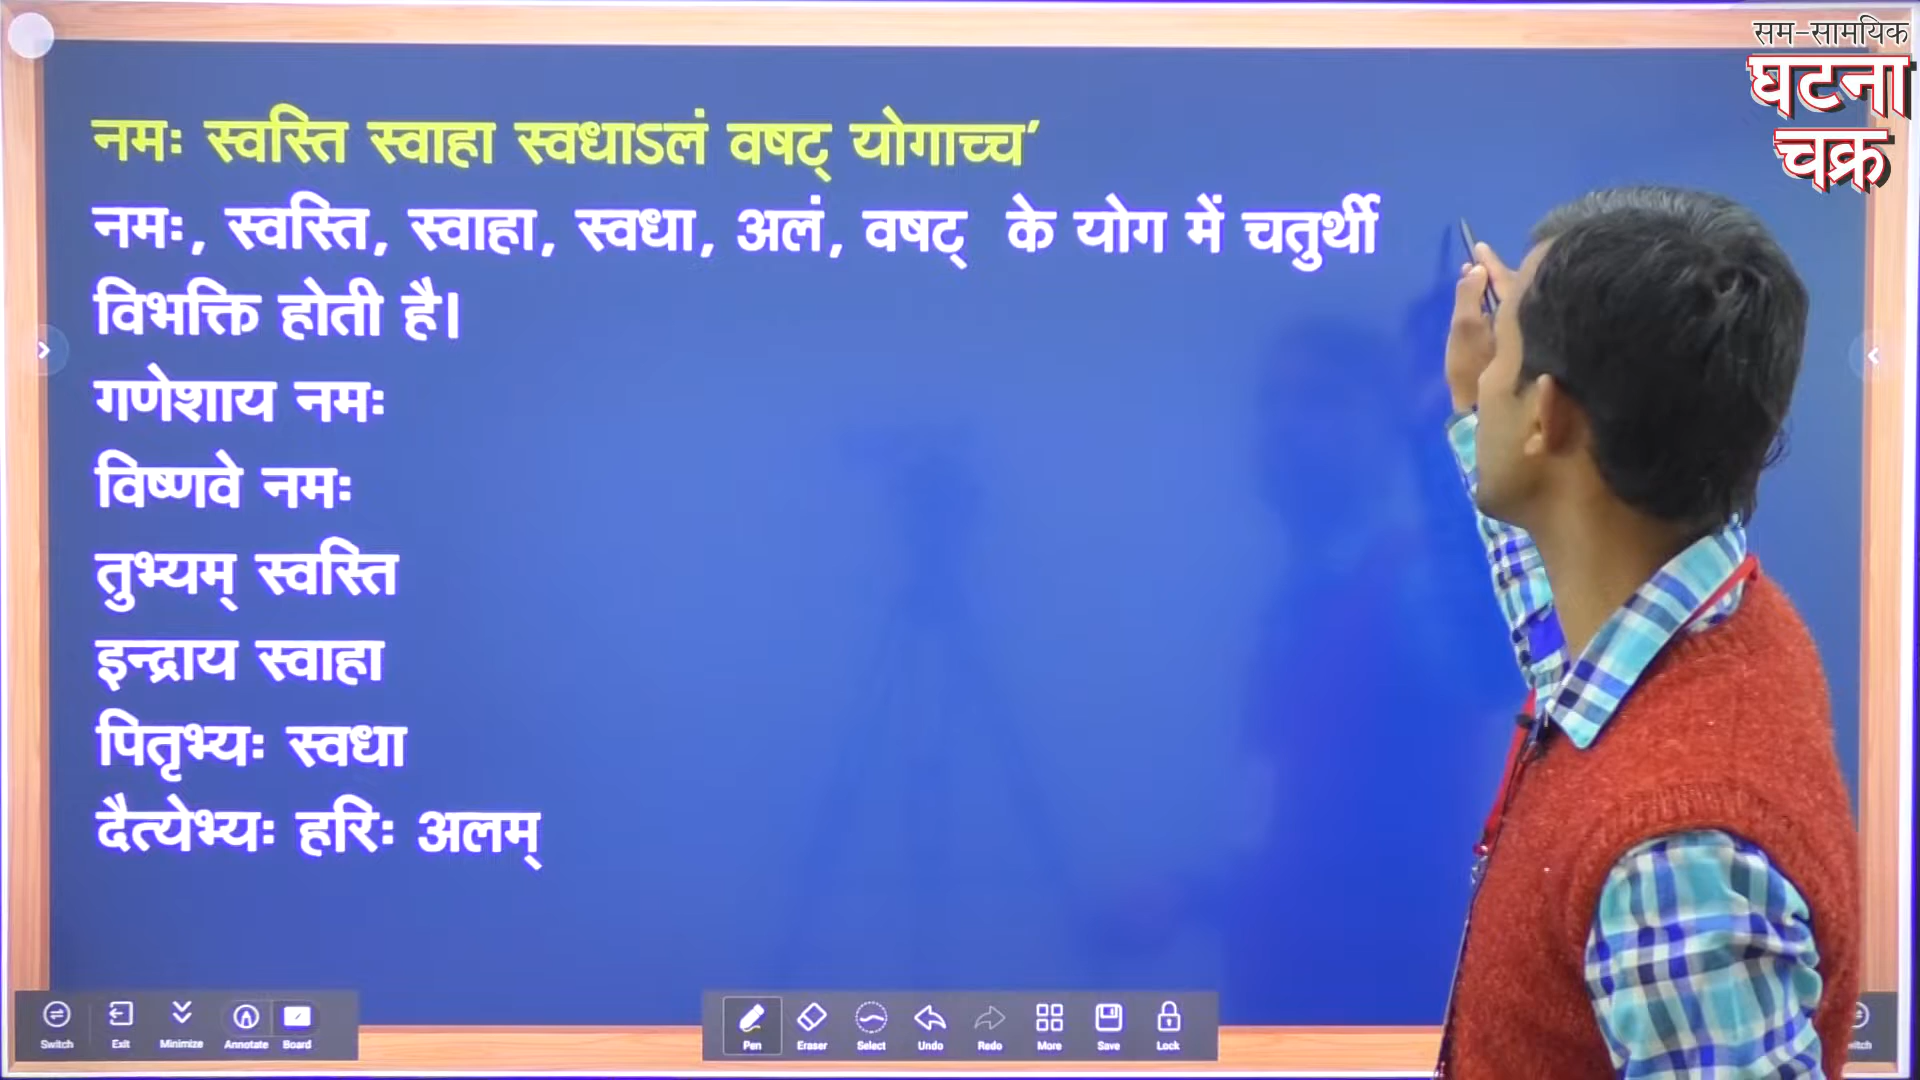 सम-सामयिक
घटना
चक्र
नमः स्वस्ति स्वाहा स्वधाऽलं वषट् योगाच्च’
नमः, स्वस्ति, स्वाहा, स्वधा, अलं, वषट् के योग में चतुर्थी
विभक्ति होती है।
गणेशाय नमः
विष्णवे नमः
तुभ्यम् स्वस्ति
इन्द्राय स्वाहा
पितृभ्यः स्वधा
दैत्येभ्यः हरिः अलम्
Switch Exit Minimize Annotate Board
Pen Eraser Select Undo Redo More Save Lock